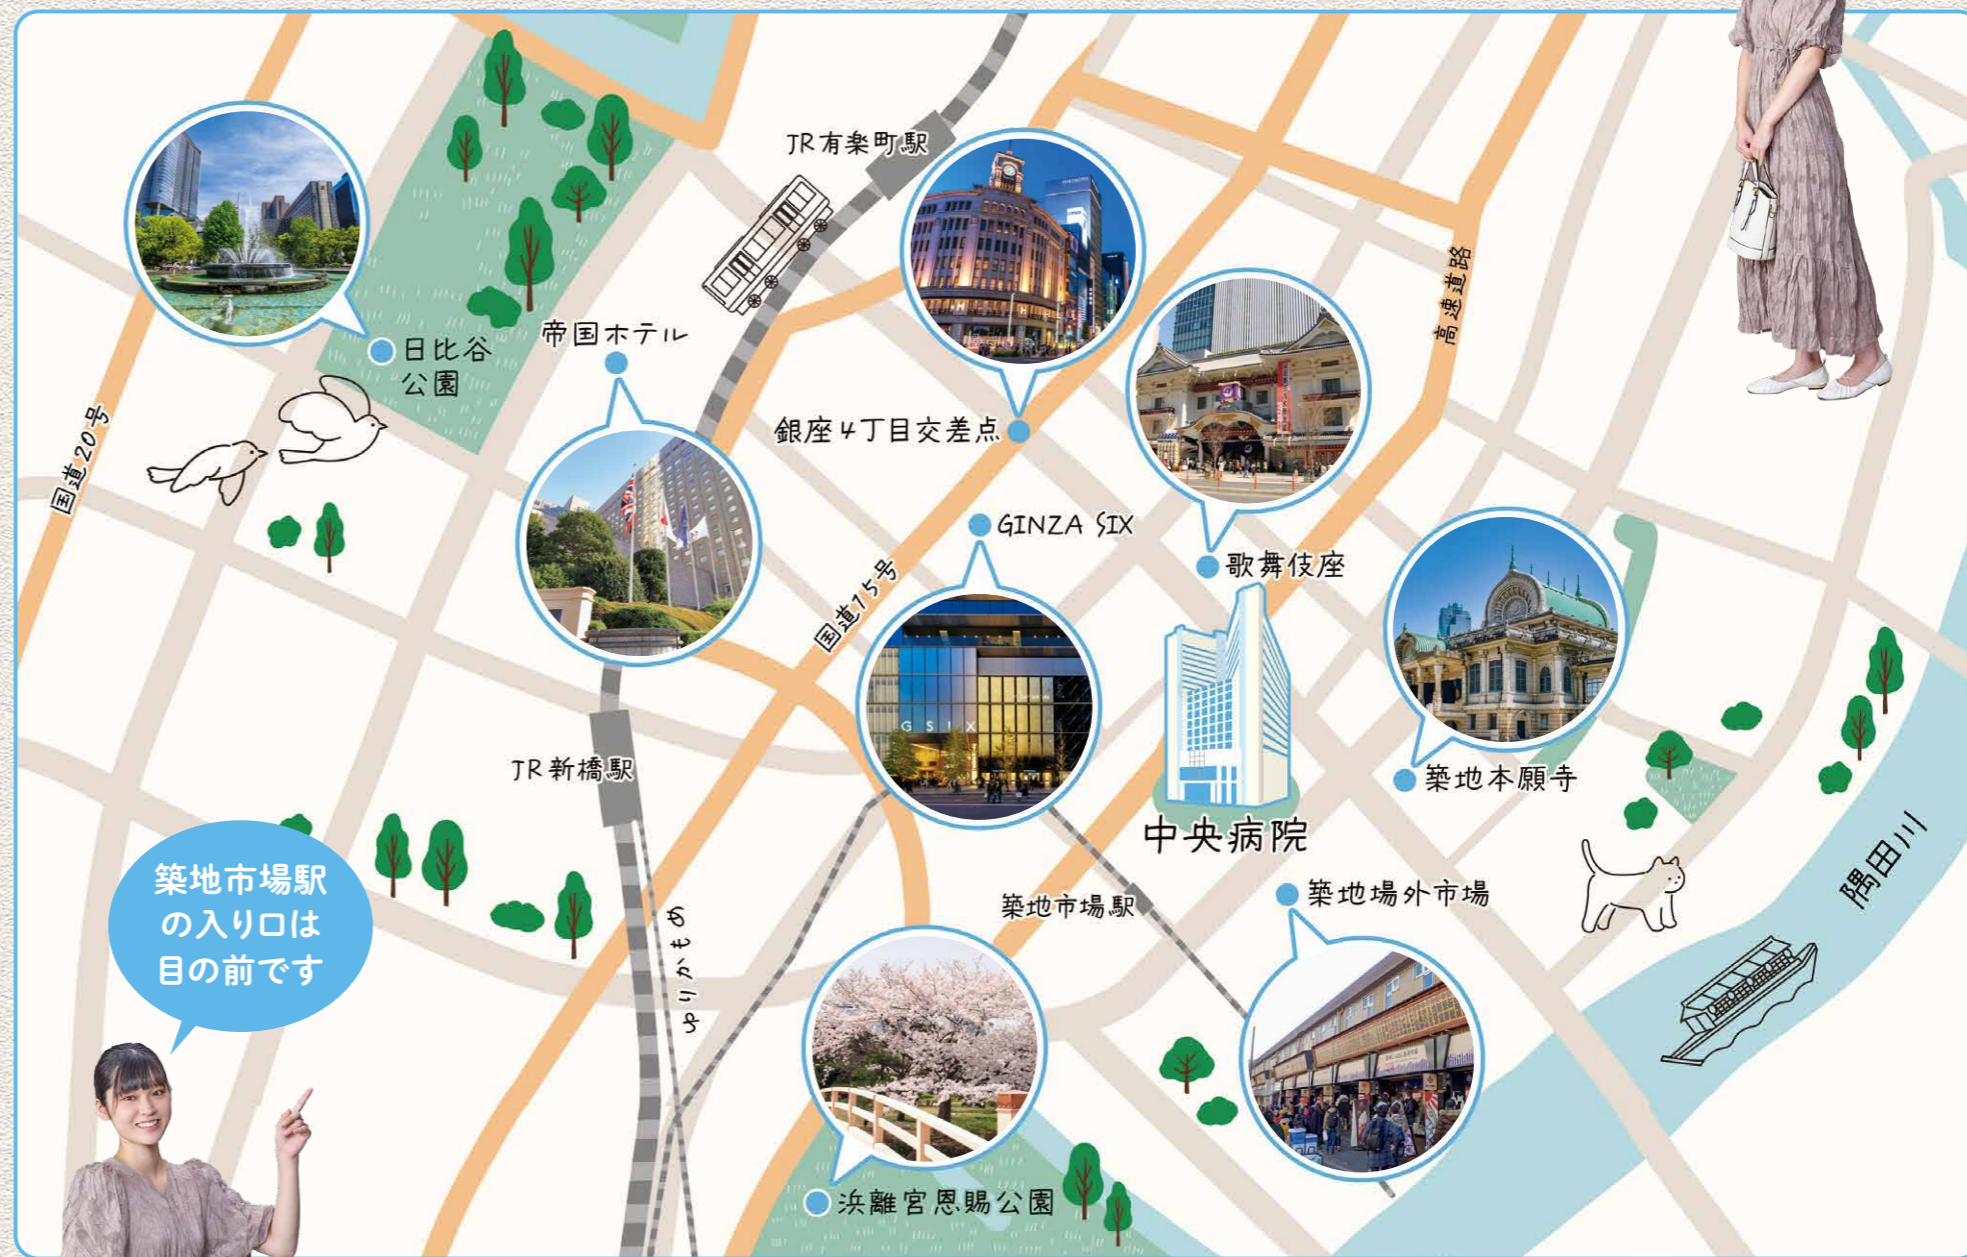 JR有楽町駅
日比谷
公園
帝国ホテル
高速道路
国道20号
銀座4丁目交差点
GINZA SIX
歌舞伎座
国道15号
GSIX
JR新橋駅
築地本願寺
中央病院
築地市場駅
の入り口は
目の前です
築地市場駅
築地場外市場
隅田川
ゆりかもめ
浜離宮恩賜公園